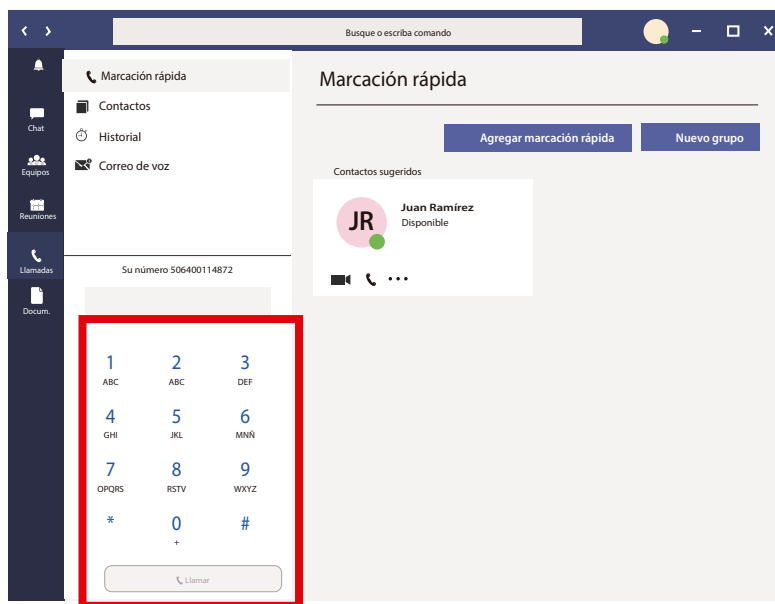 Busque o escriba comando
Chat
Equipos
Reuniones
Llamadas
Docum.
Marcación rápida
Contactos
Historial
Correo de voz
Su número 506400114872
1 2 3
ABC ABC DEF
4 5 6
GHI JKL MNÑ
7 8 9
OPQRS RSTV WXYZ
* 0 #
+
Llamar
Marcación rápida
Agregar marcación rápida Nuevo grupo
Contactos sugeridos
JR
Juan Ramírez
Disponible